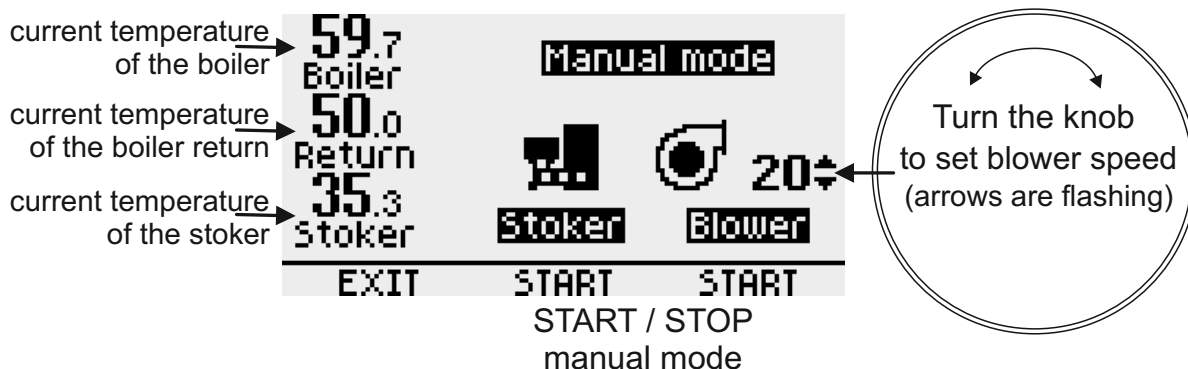 current temperature
of the boiler
current temperature
of the boiler return
current temperature
of the stoker
59.7
Boiler
50.0
Return
35.3
Stoker
Manual mode
20
Stoker
Blower
EXIT
START
START
START / STOP
manual mode
Turn the knob
to set blower speed
(arrows are flashing)